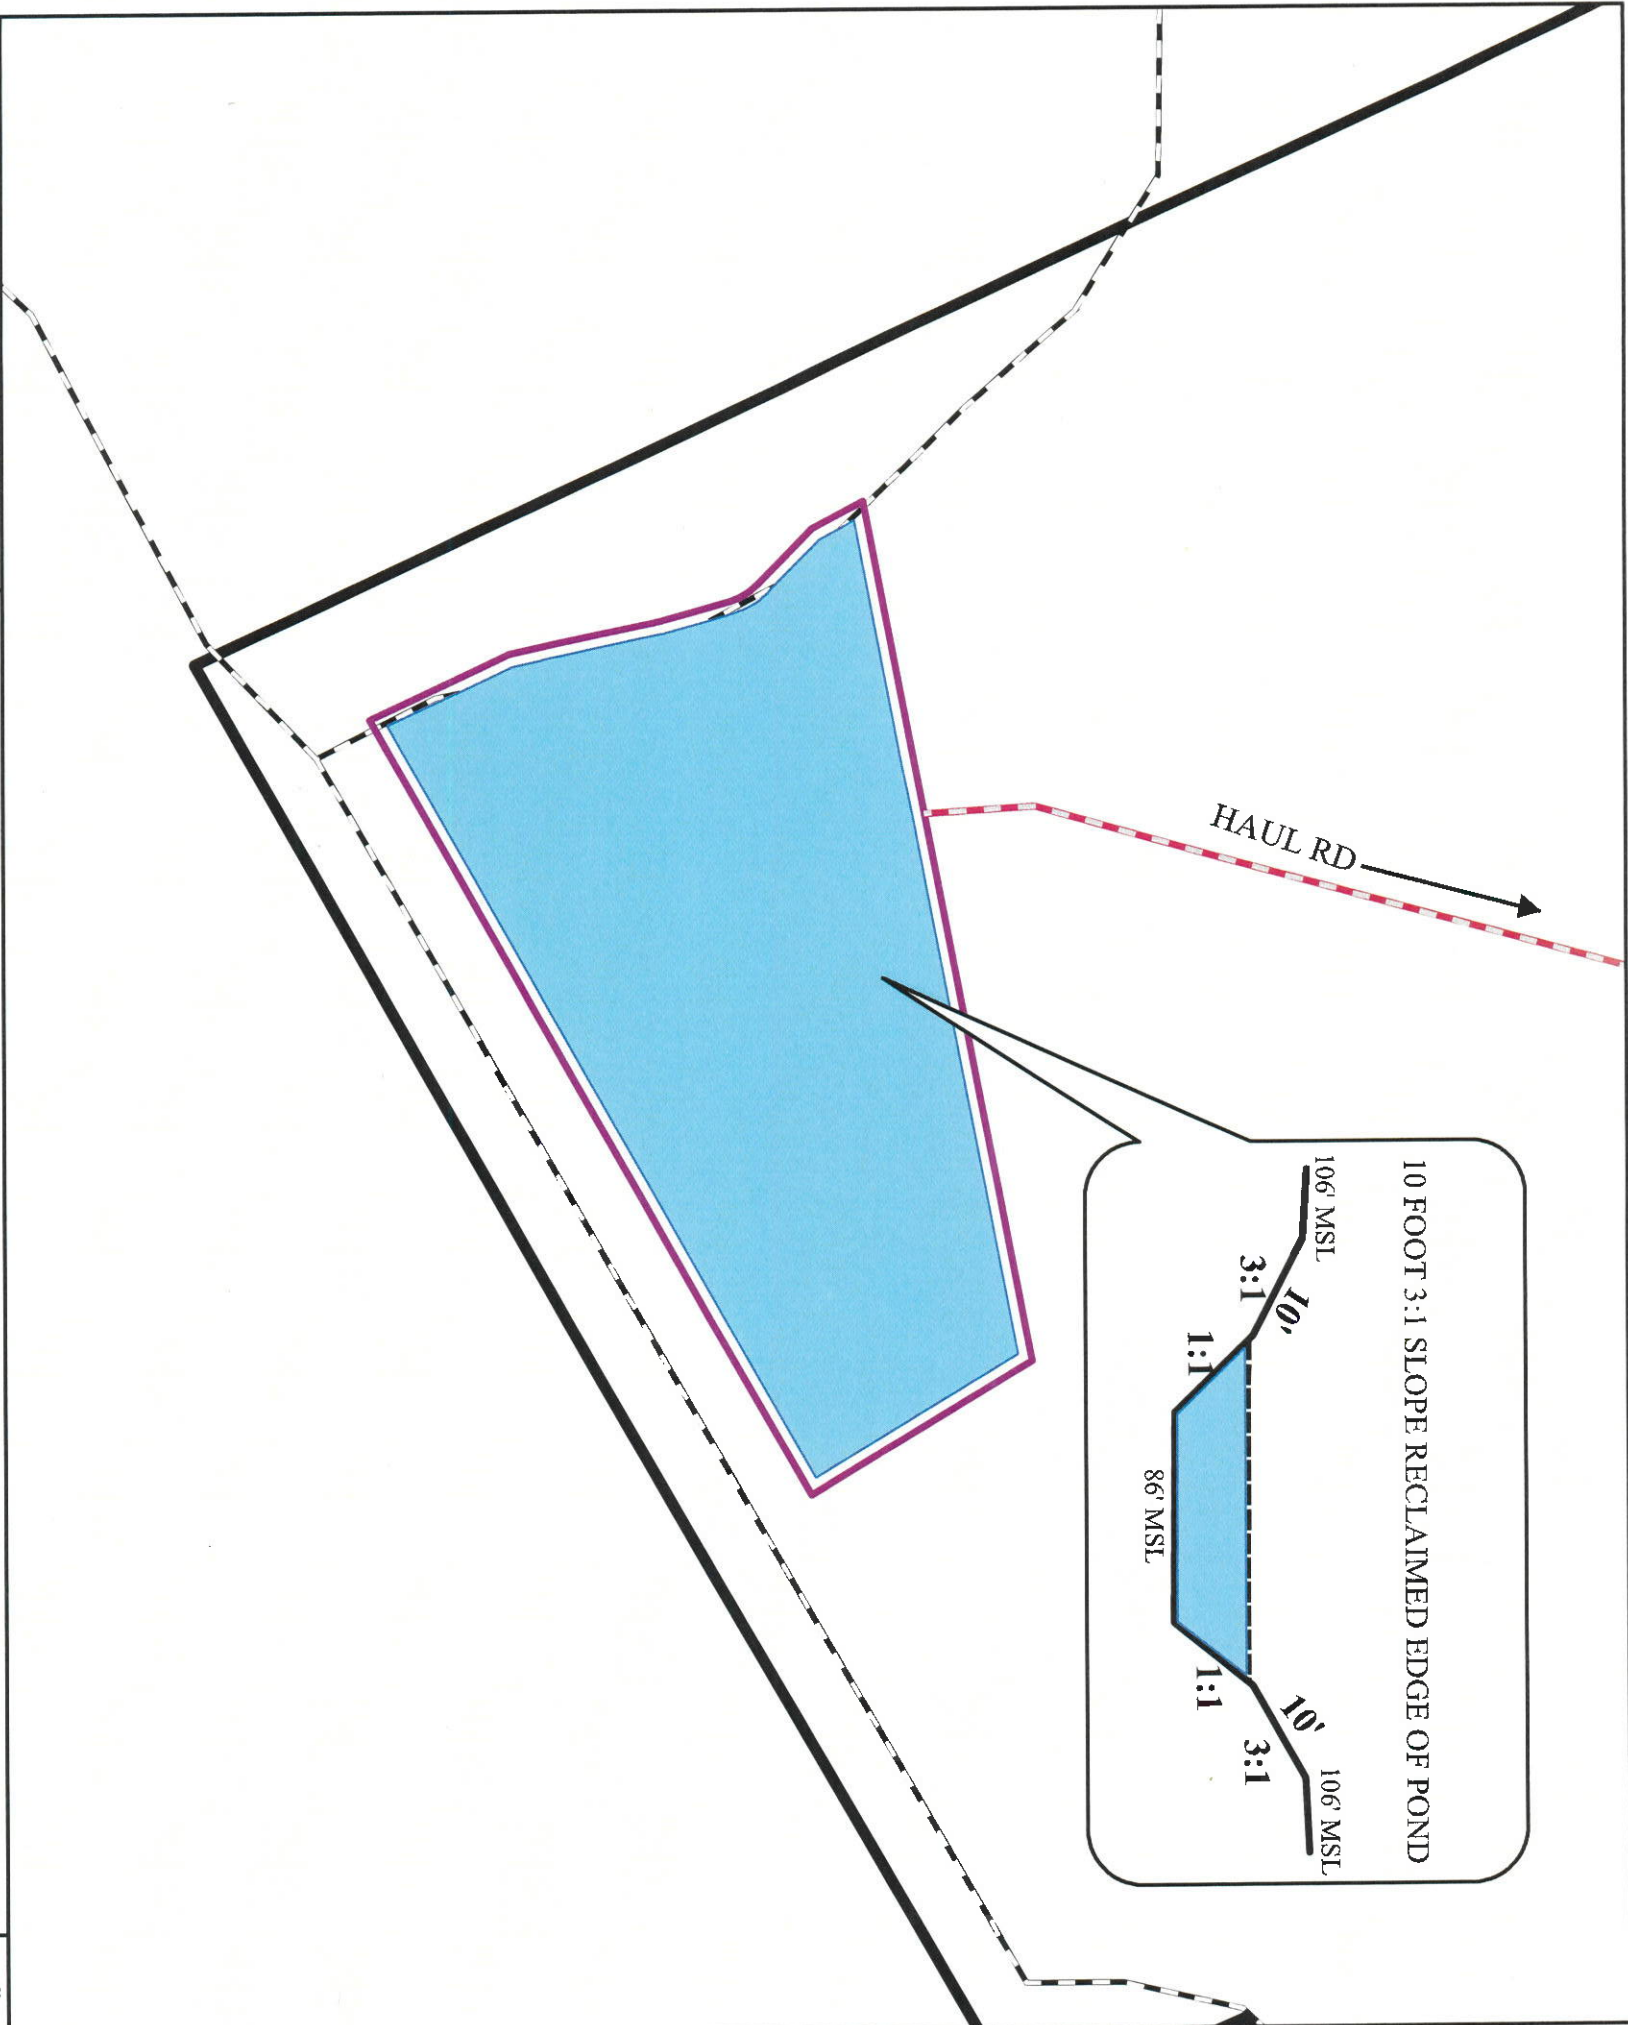 HAUL RD
10 FOOT 3:1 SLOPE RECLAIMED EDGE OF POND
106' MSL
106' MSL
10'
10'
3:1
3:1
1:1
1:1
86' MSL